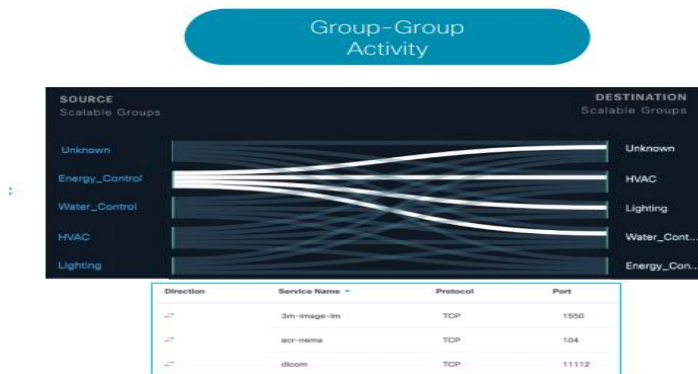 Group-Group
Activity
SOURCE
Scalable Groups
DESTINATION
Scalable Groups
Unknown
Energy_Control
Water_Control
HVAC
Lighting
Unknown
HVAC
Lighting
Water_Cont...
Energy_Con...
Direction Service Name Protocol Port
3m-image-lm TCP 1550
acr-nema TCP 104
dicom TCP 11112